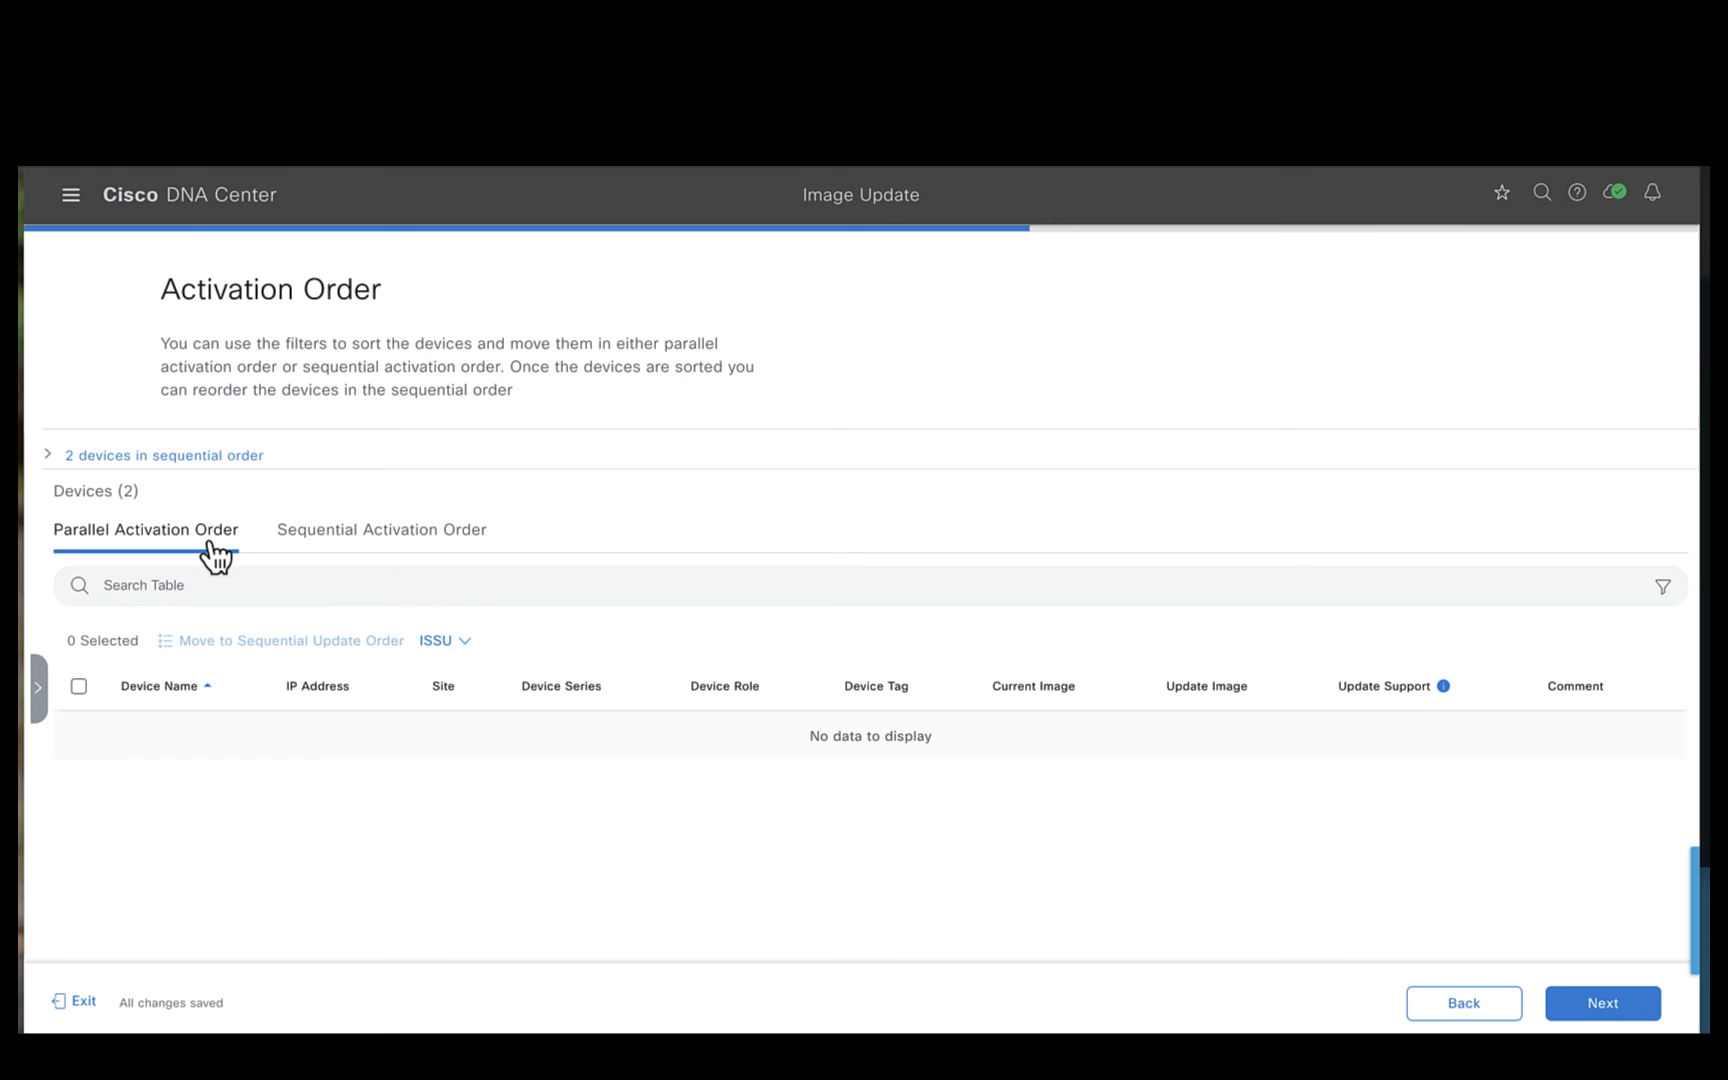 Cisco DNA Center
Image Update
Activation Order
You can use the filters to sort the devices and move them in either parallel
activation order or sequential activation order. Once the devices are sorted you
can reorder the devices in the sequential order
2 devices in sequential order
Devices (2)
Parallel Activation Order
Sequential Activation Order
Search Table
0 Selected
Move to Sequential Update Order
ISSU
Device Name
IP Address
Site
Device Series
Device Role
Device Tag
Current Image
Update Image
Update Support
Comment
No data to display
Exit
All changes saved
Back
Next